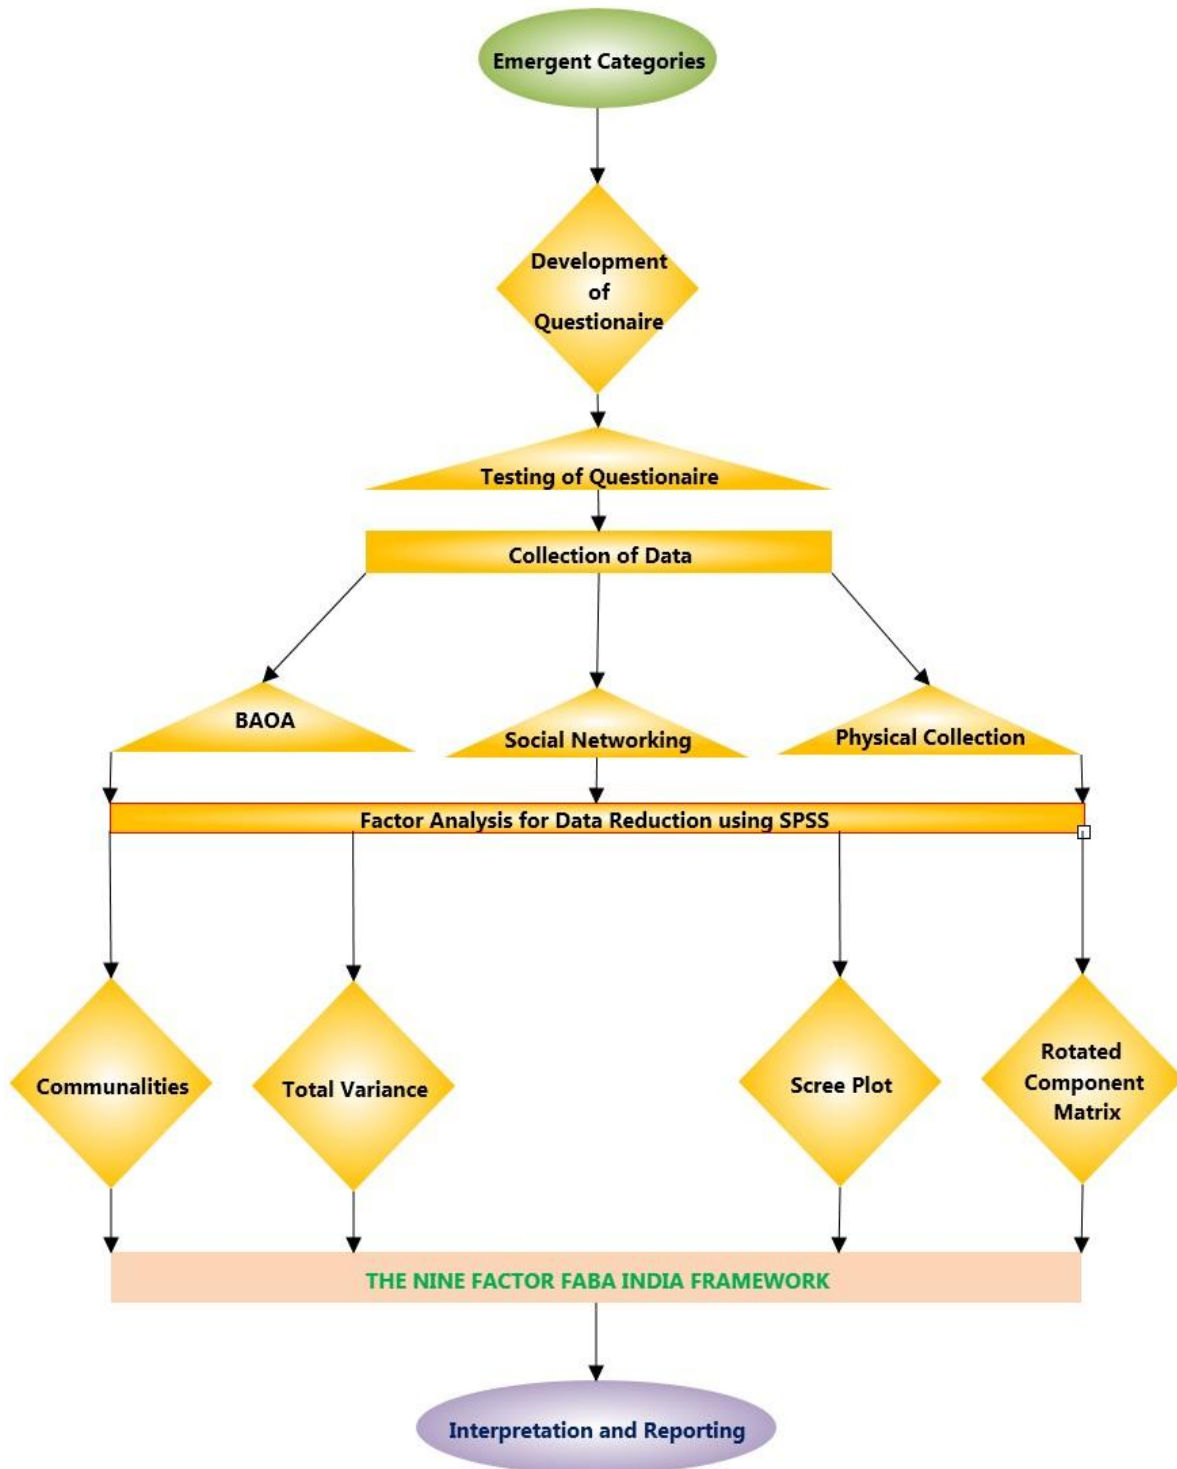 Emergent Categories
Development
of
Questionaire
Testing of Questionaire
Collection of Data
BAOA
Social Networking
Physical Collection
Factor Analysis for Data Reduction using SPSS
Communalities
Total Variance
Scree Plot
Rotated
Component
Matrix
THE NINE FACTOR FABA INDIA FRAMEWORK
Interpretation and Reporting